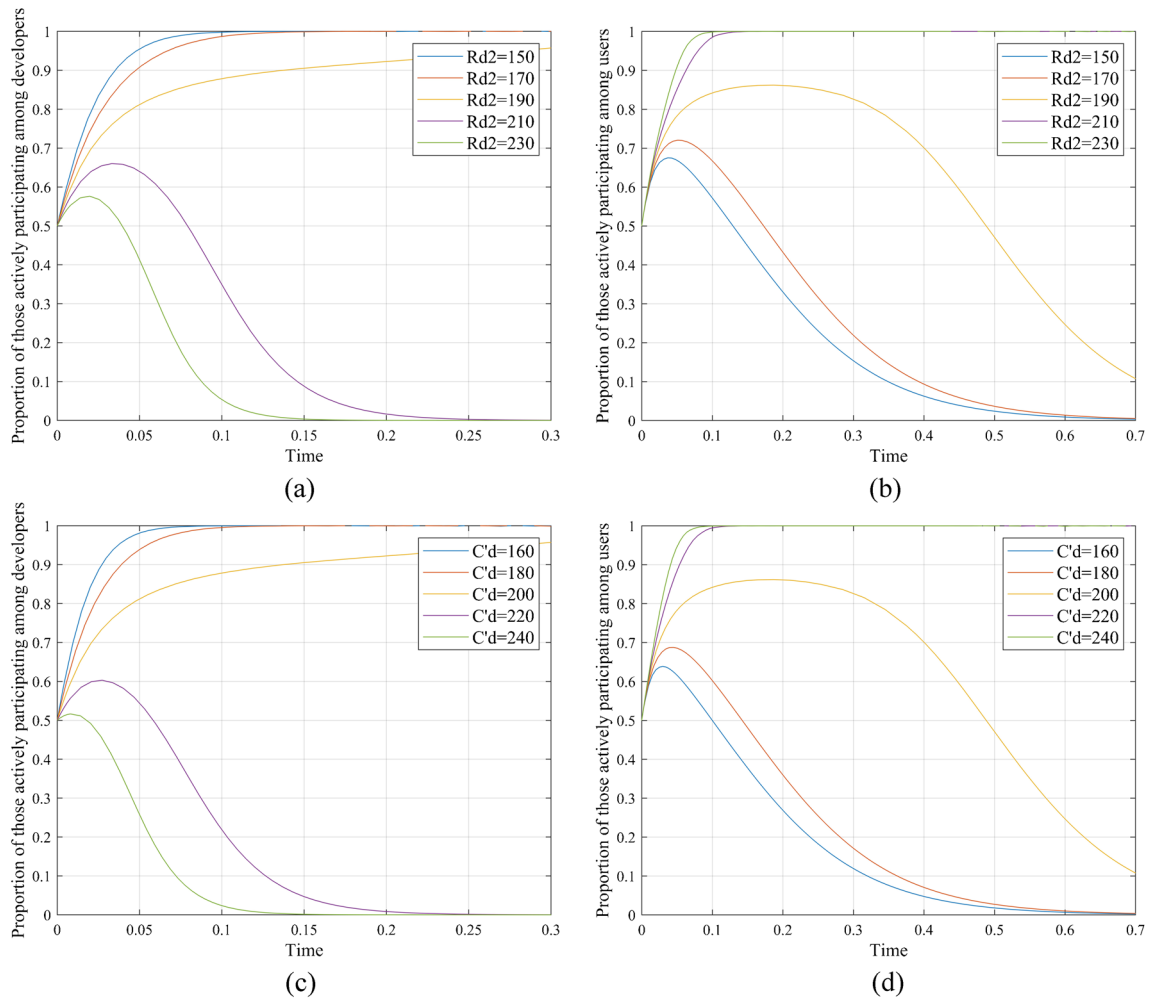 Proportion of those actively participating among developers
1
0.9
0.8
0.7
0.6
0.5
0.4
0.3
0.2
0.1
0
0 0.05 0.1 0.15 0.2 0.25 0.3
Time
Rd2=150
Rd2=170
Rd2=190
Rd2=210
Rd2=230
(a)
Proportion of those actively participating among users
1
0.9
0.8
0.7
0.6
0.5
0.4
0.3
0.2
0.1
0
0 0.1 0.2 0.3 0.4 0.5 0.6 0.7
Time
Rd2=150
Rd2=170
Rd2=190
Rd2=210
Rd2=230
(b)
Proportion of those actively participating among developers
1
0.9
0.8
0.7
0.6
0.5
0.4
0.3
0.2
0.1
0
0 0.05 0.1 0.15 0.2 0.25 0.3
Time
C'd=160
C'd=180
C'd=200
C'd=220
C'd=240
(c)
Proportion of those actively participating among users
1
0.9
0.8
0.7
0.6
0.5
0.4
0.3
0.2
0.1
0
0 0.1 0.2 0.3 0.4 0.5 0.6 0.7
Time
C'd=160
C'd=180
C'd=200
C'd=220
C'd=240
(d)